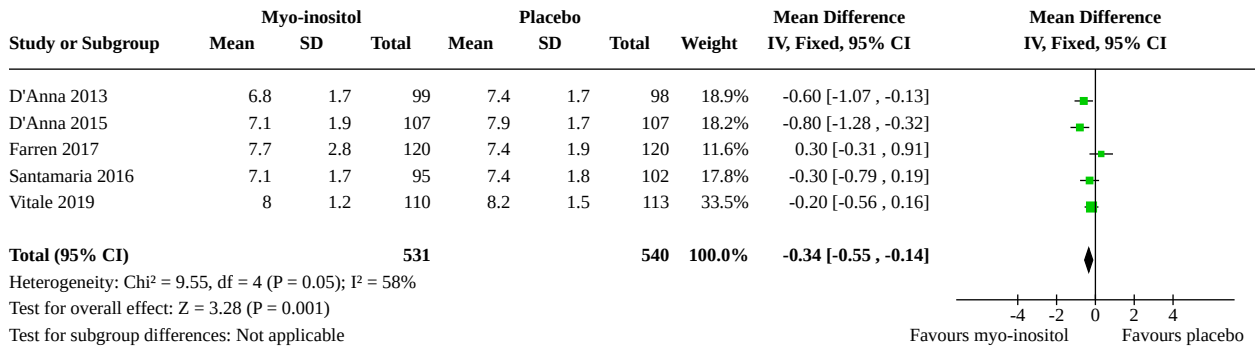 Myo-inositol Placebo Mean Difference Mean Difference
Study or Subgroup Mean SD Total Mean SD Total Weight IV, Fixed, 95% CI IV, Fixed, 95% CI
D'Anna 2013 6.8 1.7 99 7.4 1.7 98 18.9% -0.60 [-1.07 , -0.13]
D'Anna 2015 7.1 1.9 107 7.9 1.7 107 18.2% -0.80 [-1.28 , -0.32]
Farren 2017 7.7 2.8 120 7.4 1.9 120 11.6% 0.30 [-0.31 , 0.91]
Santamaria 2016 7.1 1.7 95 7.4 1.8 102 17.8% -0.30 [-0.79 , 0.19]
Vitale 2019 8 1.2 110 8.2 1.5 113 33.5% -0.20 [-0.56 , 0.16]
Total (95% CI) 531 540 100.0% -0.34 [-0.55 , -0.14]
Heterogeneity: Chi² = 9.55, df = 4 (P = 0.05); I² = 58%
Test for overall effect: Z = 3.28 (P = 0.001)
-4 -2 0 2 4
Test for subgroup differences: Not applicable Favours myo-inositol Favours placebo